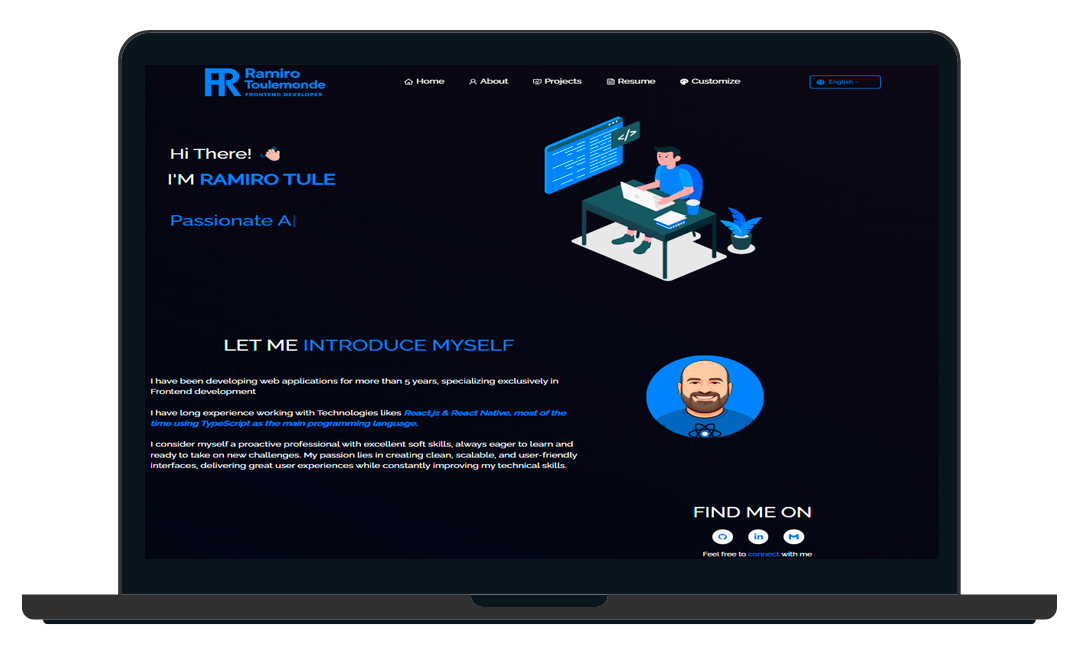 Ramiro
Toulemonde
FRONTEND DEVELOPER
Home About Projects Resume Customize English
Hi There!
I'M RAMIRO TULE
Passionate A|
</>
LET ME INTRODUCE MYSELF
I have been developing web applications for more than 5 years, specializing exclusively in
Frontend development
I have long experience working with Technologies likes React.js & React Native, most of the
time using TypeScript as the main programming language.
I consider myself a proactive professional with excellent soft skills, always eager to learn and
ready to take on new challenges. My passion lies in creating clean, scalable, and user-friendly
interfaces, delivering great user experiences while constantly improving my technical skills.
FIND ME ON
in
Feel free to connect with me